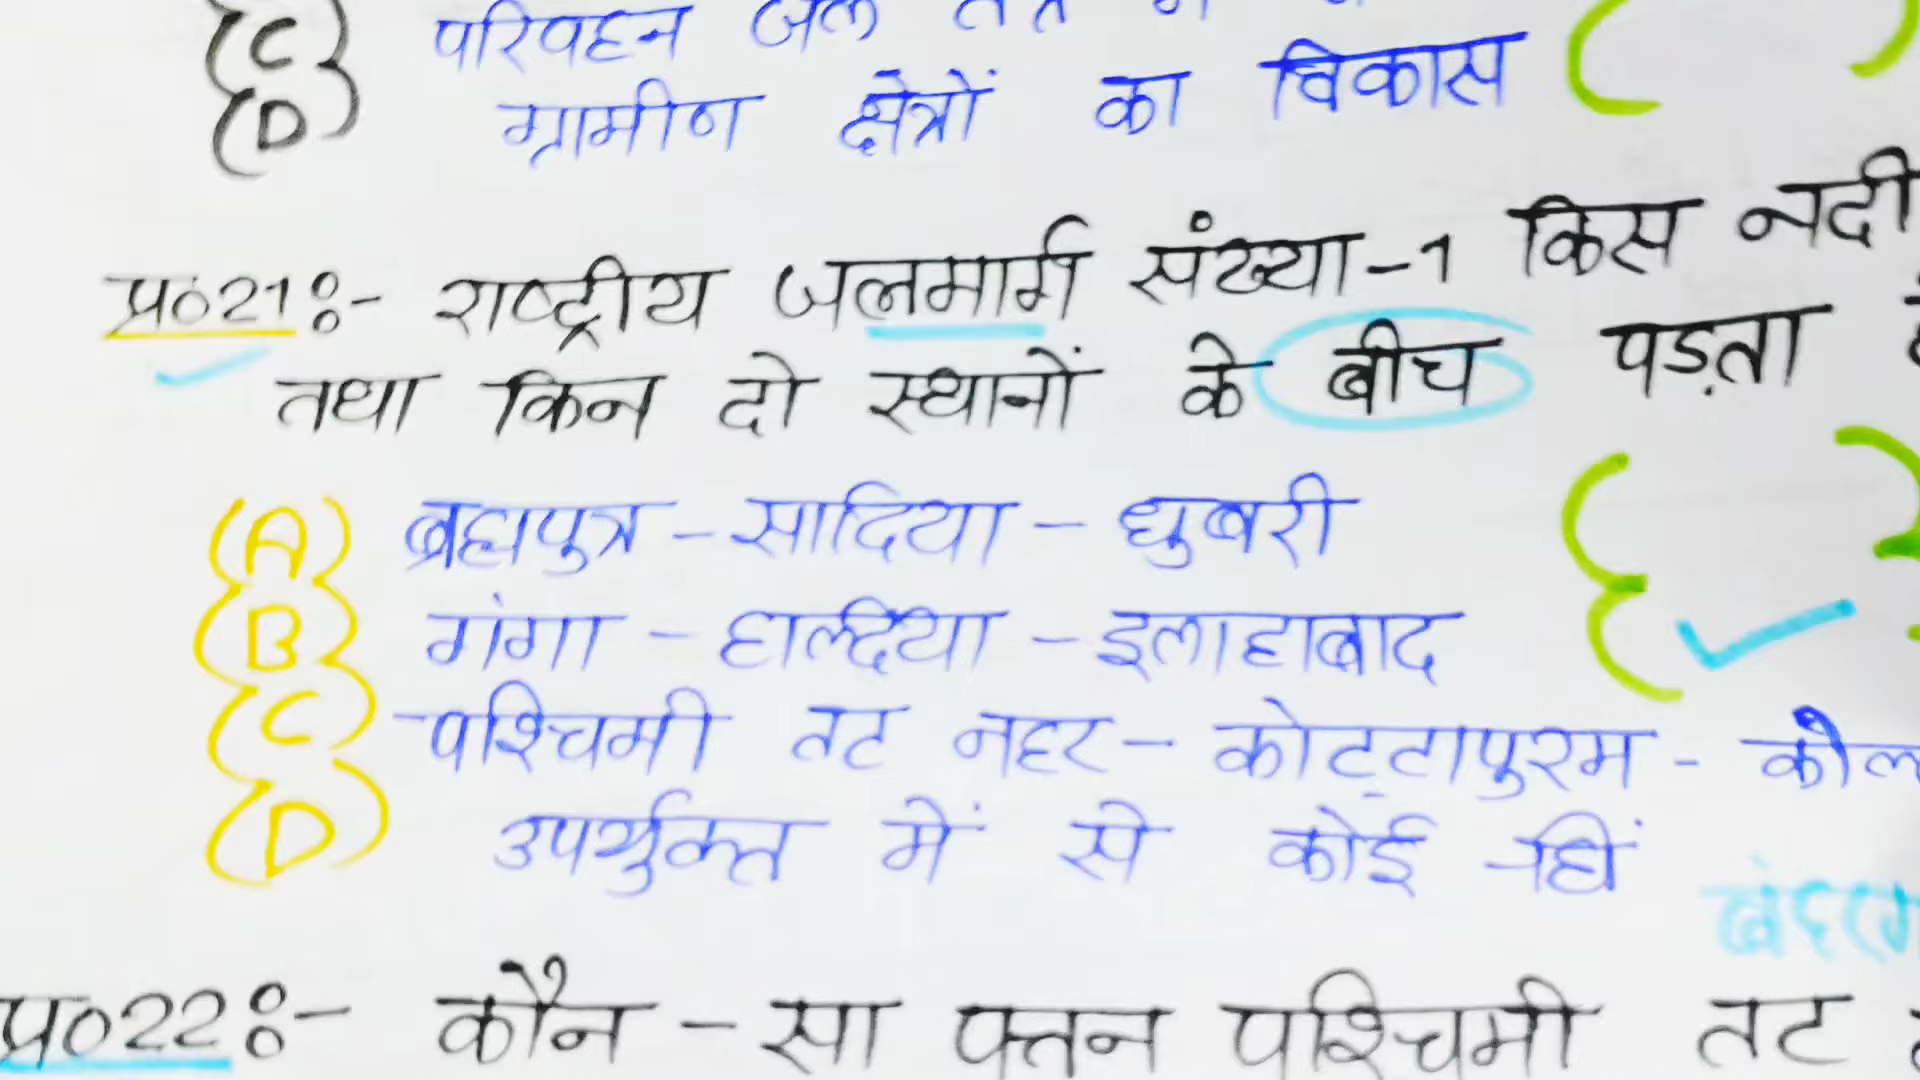 (C) परिवहन जल
(D) ग्रामीण क्षेत्रों का विकास
प्र०21:- राष्ट्रीय जलमार्ग संख्या-1 किस नदी
तथा किन दो स्थानों के बीच पड़ता
(A) ब्रह्मपुत्र - सादिया - धुबरी
(B) गंगा - हाल्दिया - इलाहाबाद
(C) पश्चिमी तट नहर - कोट्टापुरम -
(D) उपर्युक्त में से कोई नहीं
प्र०22:- कौन - सा पत्तन पश्चिमी तट